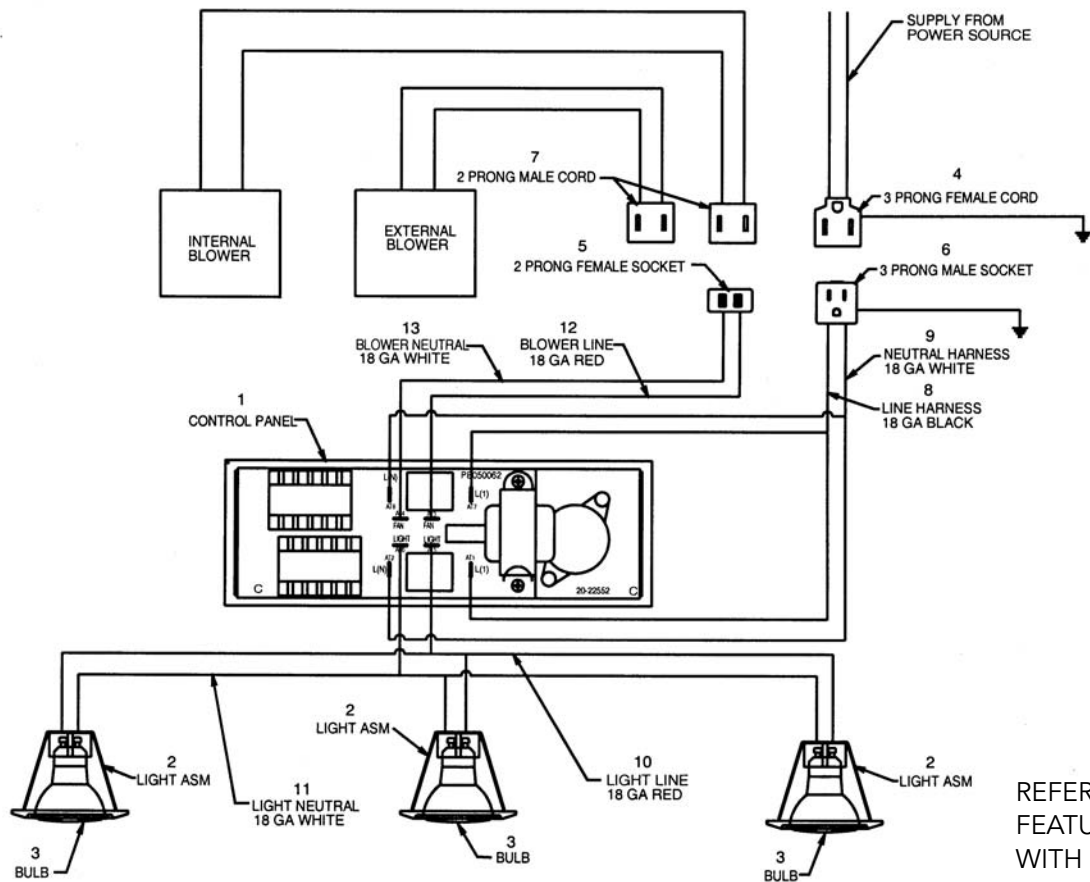 SUPPLY FROM
POWER SOURCE
7
2 PRONG MALE CORD
4
3 PRONG FEMALE CORD
INTERNAL
BLOWER
EXTERNAL
BLOWER
5
2 PRONG FEMALE SOCKET
6
3 PRONG MALE SOCKET
13
BLOWER NEUTRAL
18 GA WHITE
12
BLOWER LINE
18 GA RED
9
NEUTRAL HARNESS
18 GA WHITE
8
LINE HARNESS
18 GA BLACK
1
CONTROL PANEL
L(N)
L(1)
AT7
FAN
FAN
LIGHT
LIGHT
AT2
L(N)
AT1
L(1)
C
20-22552
C
2
LIGHT ASM
2
LIGHT ASM
10
LIGHT LINE
18 GA RED
2
LIGHT ASM
11
LIGHT NEUTRAL
18 GA WHITE
3
BULB
3
BULB
3
BULB
REFER
FEATU
WITH